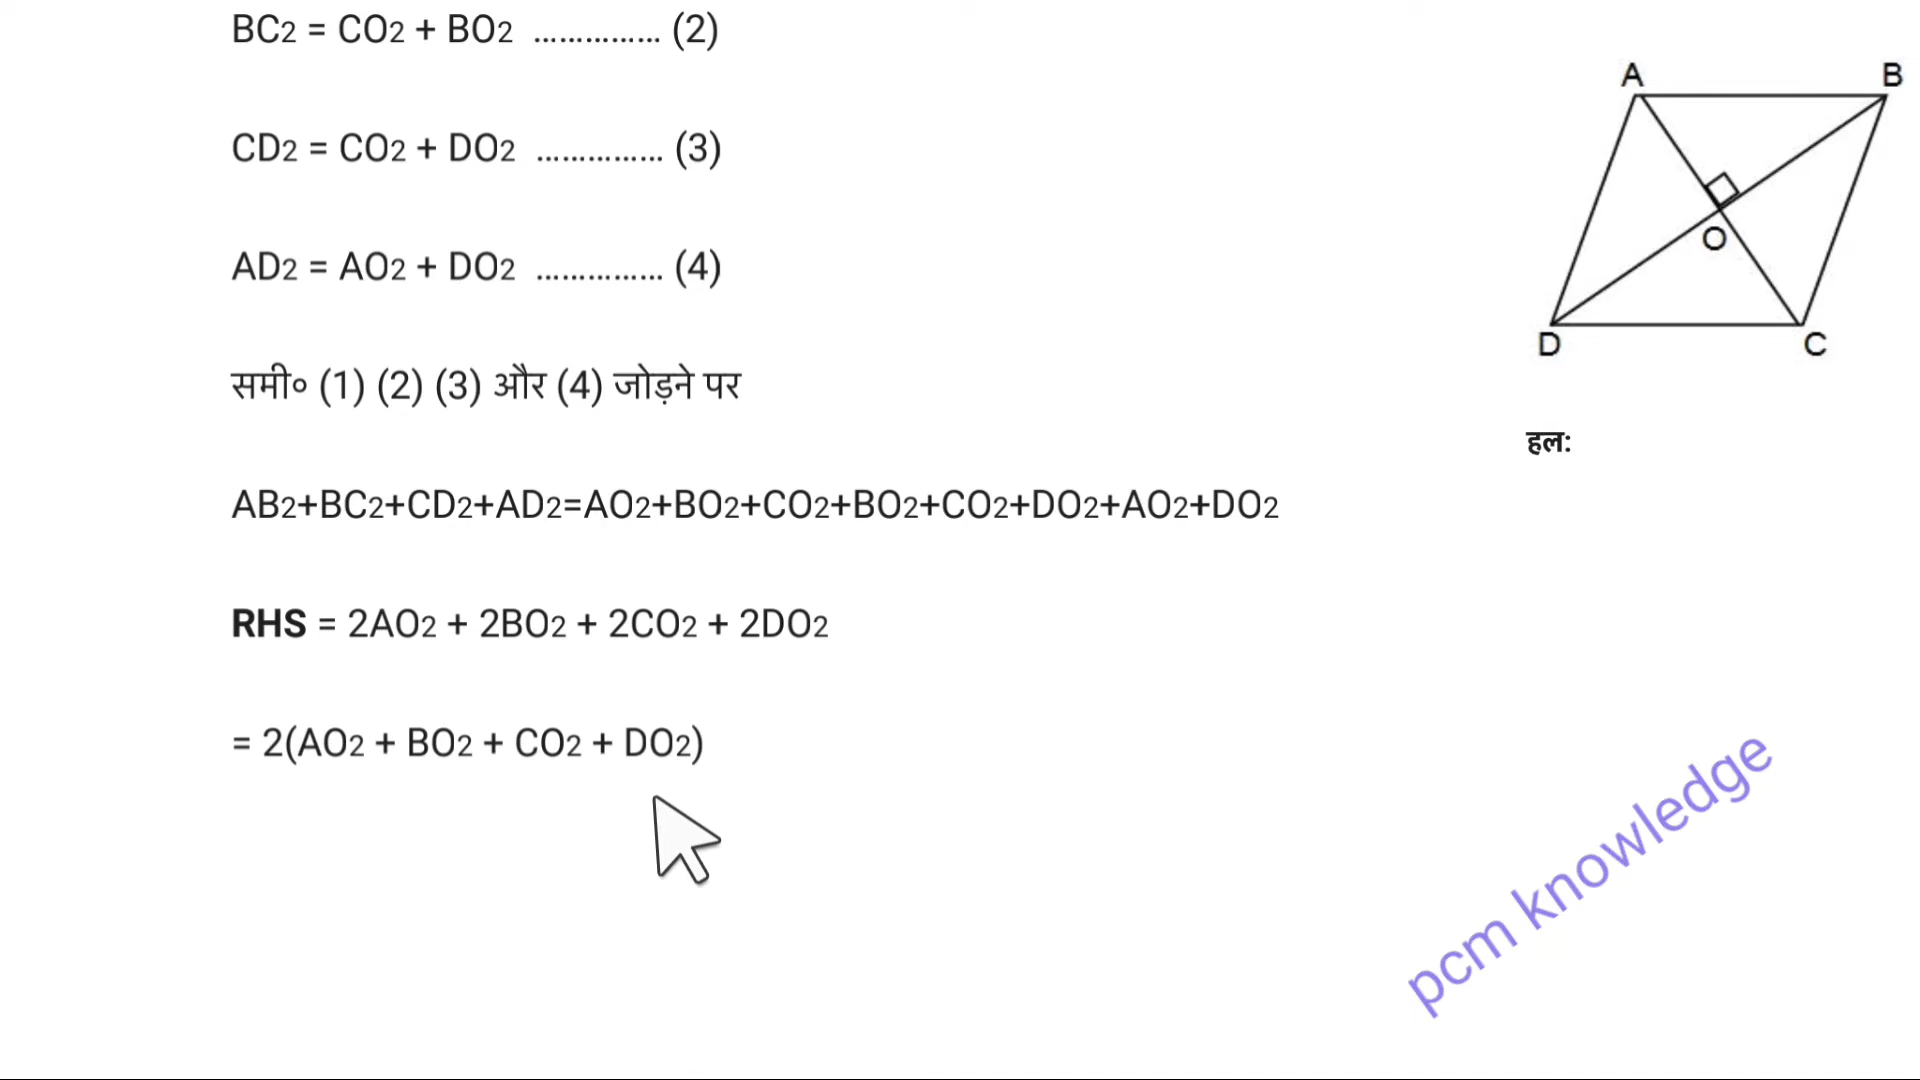 BC2 = CO2 + BO2 ............... (2)
CD2 = CO2 + DO2 ............... (3)
AD2 = AO2 + DO2 ............... (4)
समी० (1) (2) (3) और (4) जोड़ने पर
AB2+BC2+CD2+AD2=AO2+BO2+CO2+BO2+CO2+DO2+AO2+DO2
RHS = 2AO2 + 2BO2 + 2CO2 + 2DO2
= 2(AO2 + BO2 + CO2 + DO2)
A B
O
D C
हल:
pcm knowledge